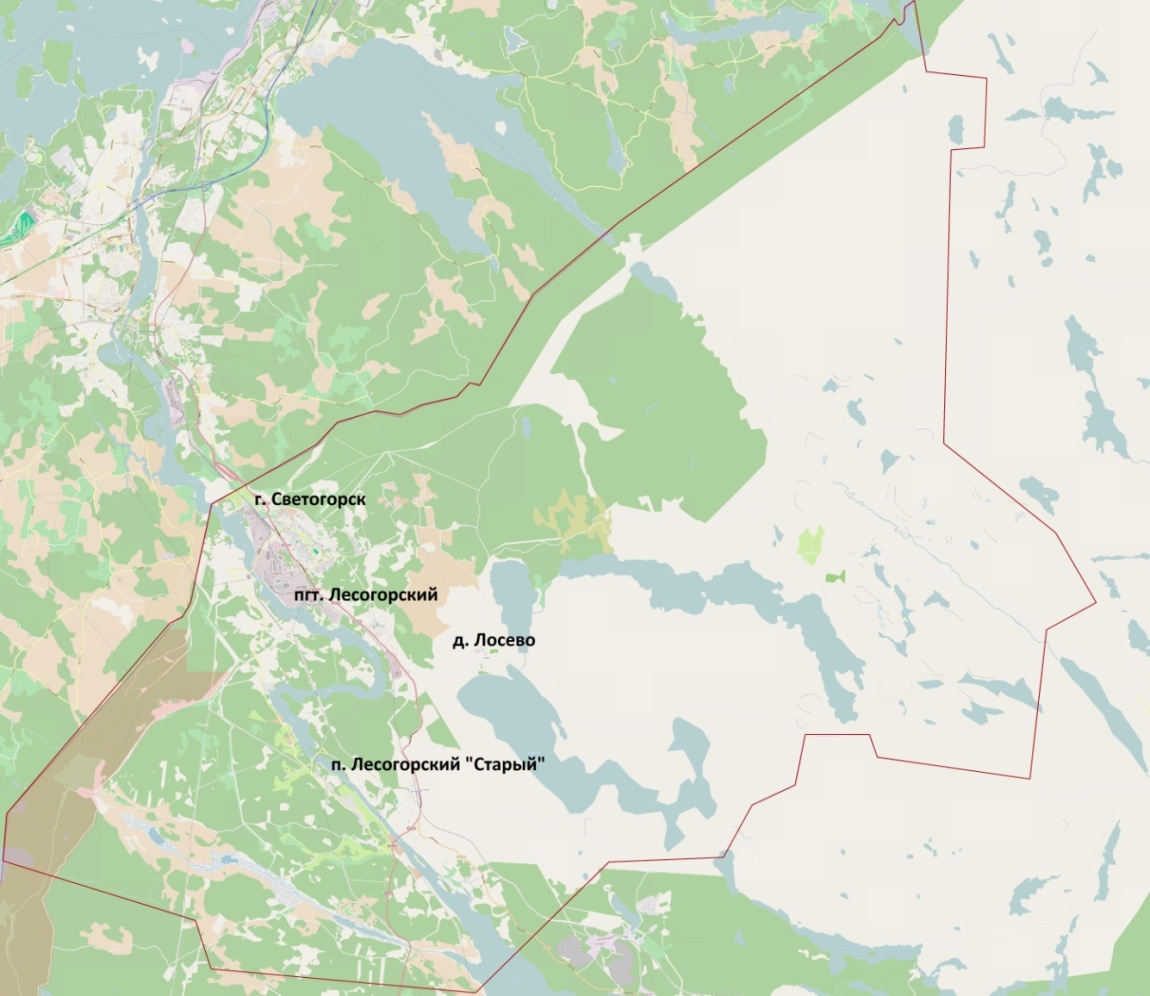 г. Светогорск
пгт. Лесогорский
д. Лосево
п. Лесогорский "Старый"